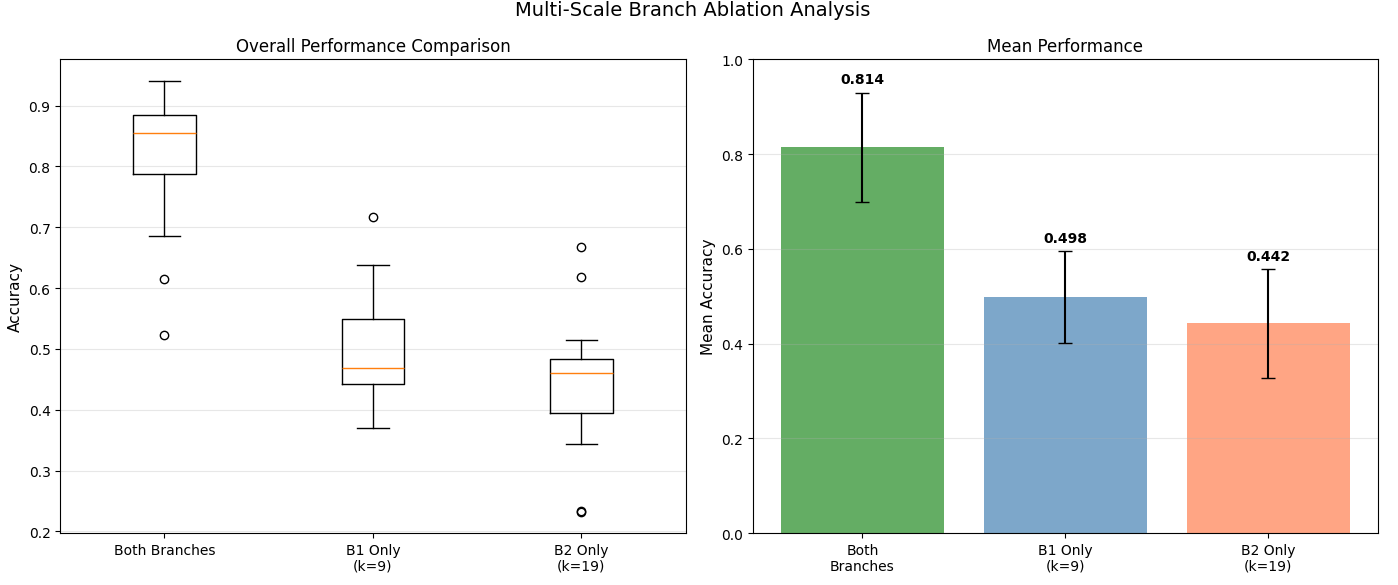 Multi-Scale Branch Ablation Analysis
Overall Performance Comparison
Accuracy
0.9
0.8
0.7
0.6
0.5
0.4
0.3
0.2
Both Branches
B1 Only
(k=9)
B2 Only
(k=19)
Mean Performance
Mean Accuracy
1.0
0.8
0.6
0.4
0.2
0.0
0.814
0.498
0.442
Both
Branches
B1 Only
(k=9)
B2 Only
(k=19)